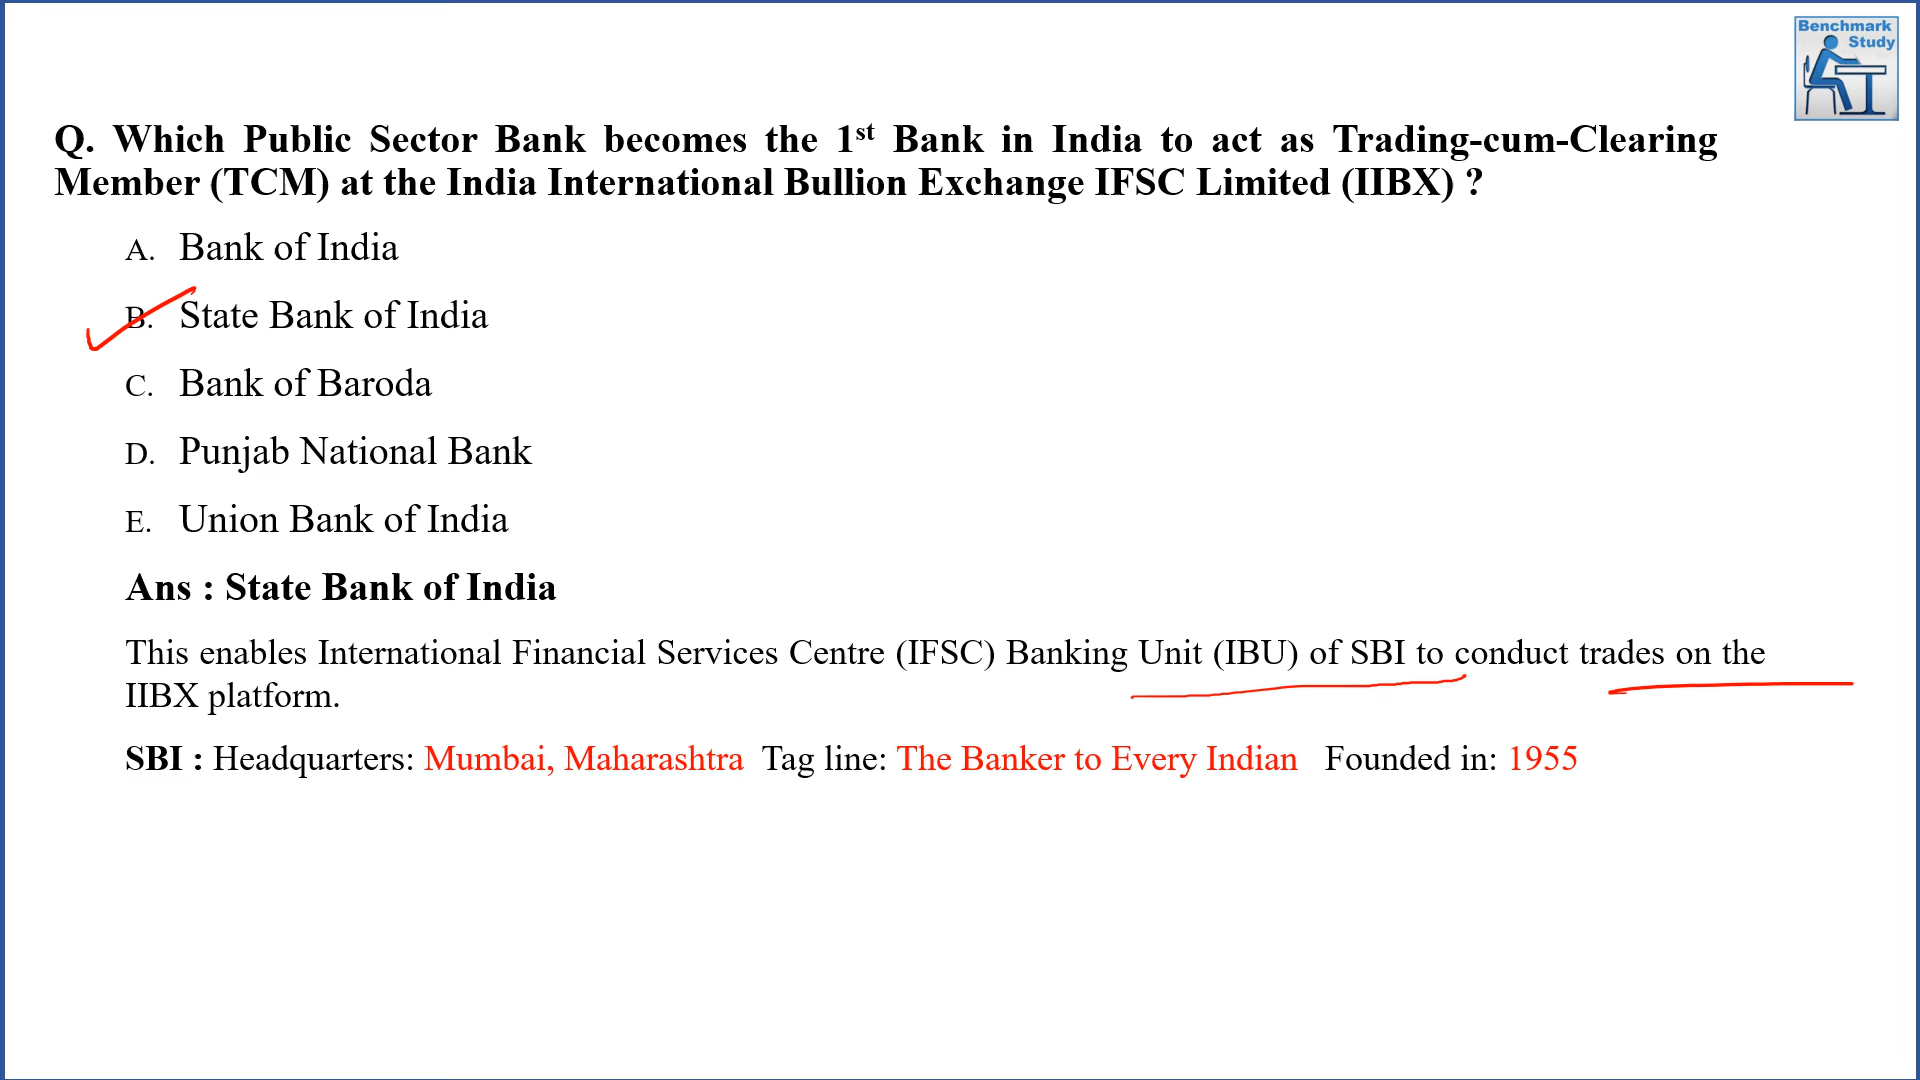 Benchmark
Study
Q. Which Public Sector Bank becomes the 1st Bank in India to act as Trading-cum-Clearing
Member (TCM) at the India International Bullion Exchange IFSC Limited (IIBX) ?
A. Bank of India
B. State Bank of India
C. Bank of Baroda
D. Punjab National Bank
E. Union Bank of India
Ans : State Bank of India
This enables International Financial Services Centre (IFSC) Banking Unit (IBU) of SBI to conduct trades on the
IIBX platform.
SBI : Headquarters: Mumbai, Maharashtra Tag line: The Banker to Every Indian Founded in: 1955